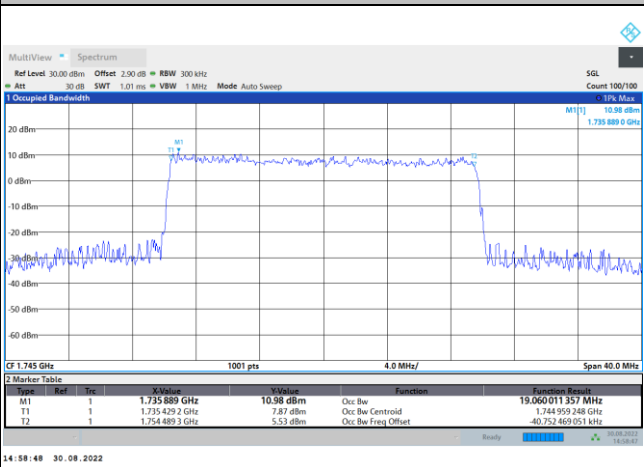 MultiView Spectrum
Ref Level 30.00 dBm Offset 2.90 dB RBW 300 kHz SGL
Att 30 dB SWT 1.01 ms VBW 1 MHz Mode Auto Sweep Count 100/100
1 Occupied Bandwidth 1Pk Max
M1[1] 10.98 dBm
1.735 889 0 GHz
20 dBm
M1
T1
T2
10 dBm
0 dBm
-10 dBm
-20 dBm
-30 dBm
-40 dBm
-50 dBm
-60 dBm
CF 1.745 GHz 1001 pts 4.0 MHz/ Span 40.0 MHz
2 Marker Table
Type Ref Trc X-Value Y-Value Function Function Result
M1 1 1.735 889 GHz 10.98 dBm Occ Bw 19.060 011 357 MHz
T1 1 1.735 429 2 GHz 7.87 dBm Occ Bw Centroid 1.744 959 248 GHz
T2 1 1.754 489 3 GHz 5.53 dBm Occ Bw Freq Offset -40.752 469 051 kHz
Ready 30.08.2022
14:58:47
14:58:48 30.08.2022